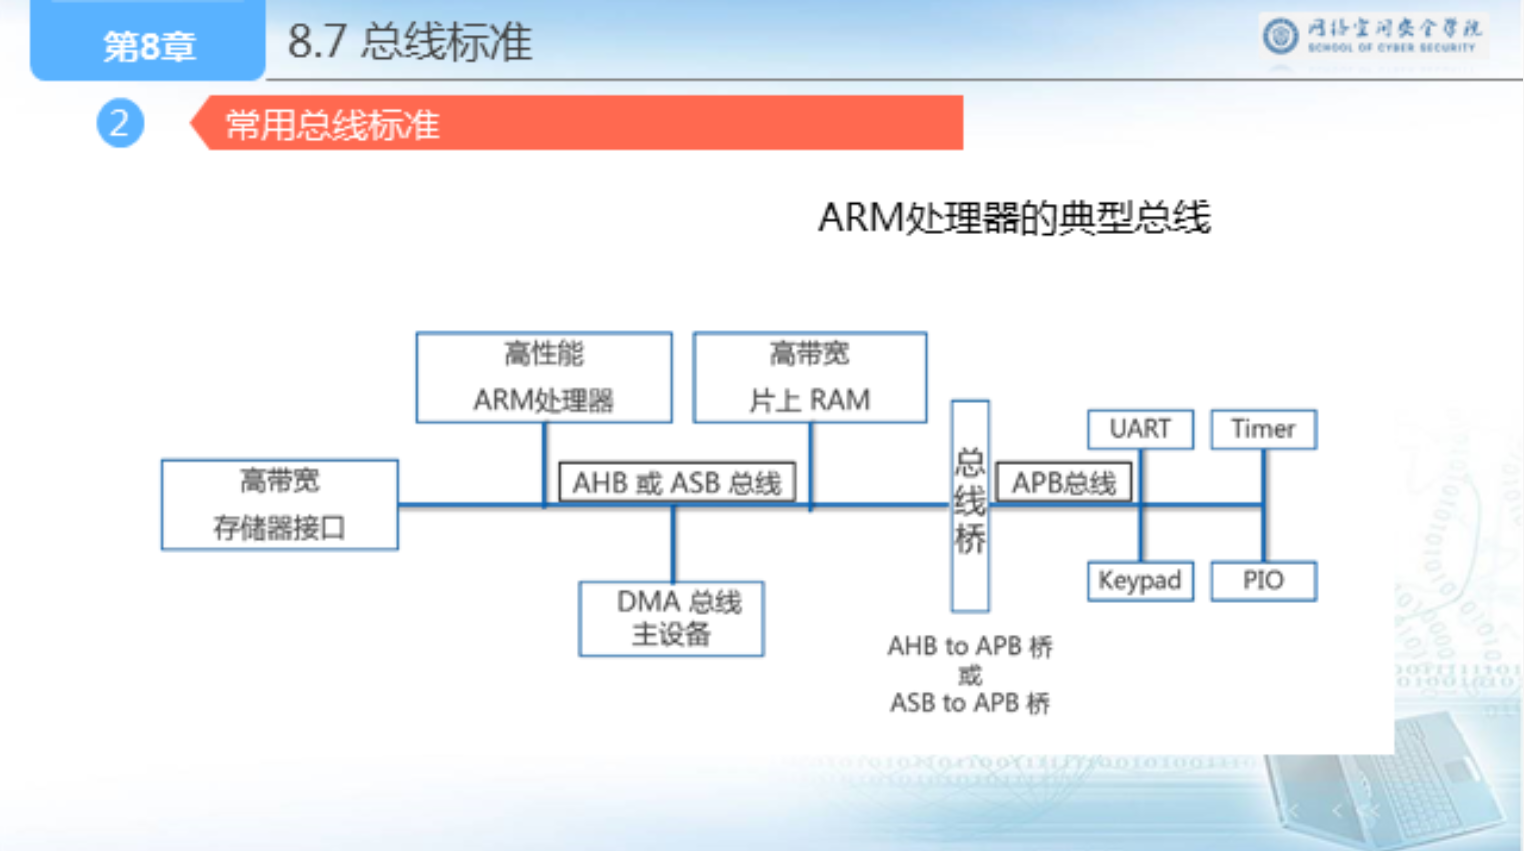 第8章
8.7 总线标准
网络空间安全学院
SCHOOL OF CYBER SECURITY
2
常用总线标准
ARM处理器的典型总线
高性能
ARM处理器
高带宽
片上 RAM
高带宽
存储器接口
AHB 或 ASB 总线
DMA 总线
主设备
总
线
桥
APB总线
UART
Timer
Keypad
PIO
AHB to APB 桥
或
ASB to APB 桥